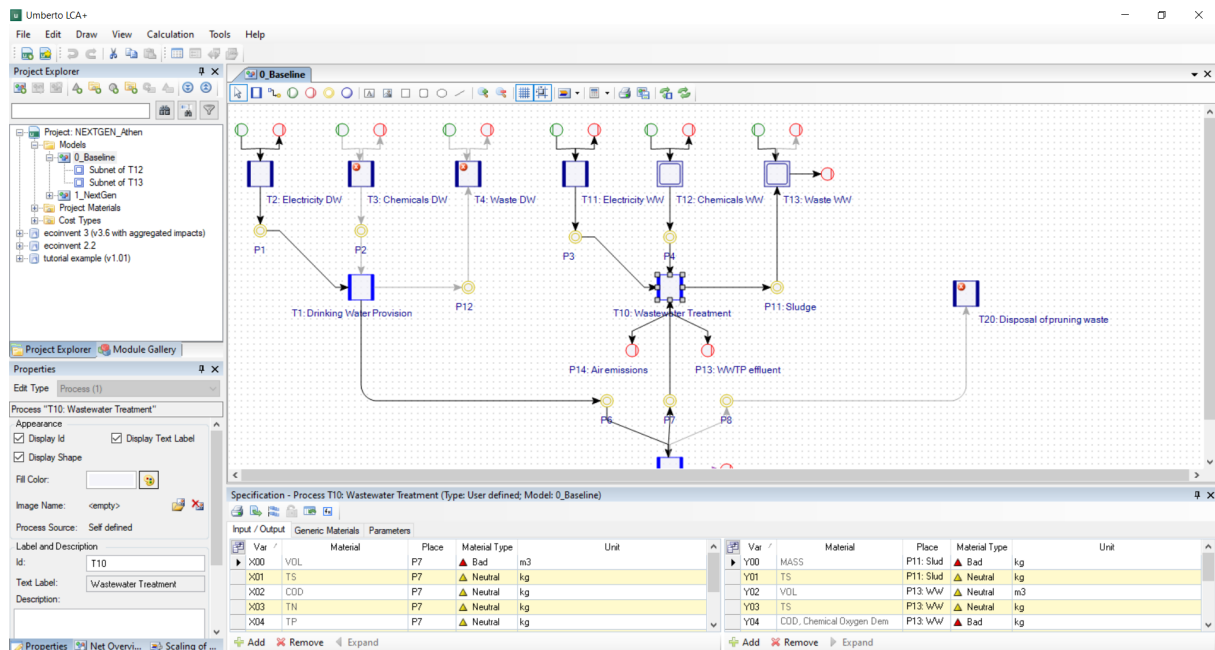 Umberto LCA+
File Edit Draw View Calculation Tools Help
Project Explorer
0_Baseline
Project: NEXTGEN_Athen
Models
0_Baseline
Subnet of T12
Subnet of T13
1_NextGen
Project Materials
Cost Types
ecoinvent 3 (v3.6 with aggregated impacts)
ecoinvent 2.2
tutorial example (v1.01)
Project Explorer Module Gallery
T2: Electricity DW T3: Chemicals DW T4: Waste DW T11: Electricity WW T12: Chemicals WW T13: Waste WW
P1 P2 P3 P4
T1: Drinking Water Provision P12 T10: Wastewater Treatment P11: Sludge
T20: Disposal of pruning waste
P14: Air emissions P13: WWTP effluent
P6 P7 P8
Properties
Edit Type Process (1)
Process "T10: Wastewater Treatment"
Appearance
Display Id Display Text Label
Display Shape
Fill Color:
Image Name: <empty>
Process Source: Self defined
Label and Description
Id: T10
Text Label: Wastewater Treatment
Description:
Properties Net Overvi... Scaling of ...
Specification - Process T10: Wastewater Treatment (Type: User defined; Model: 0_Baseline)
Input / Output Generic Materials Parameters
Var Material Place Material Type Unit
X00 VOL P7 Bad m3
X01 TS P7 Neutral kg
X02 COD P7 Neutral kg
X03 TN P7 Neutral kg
X04 TP P7 Neutral kg
Add Remove Expand
Var Material Place Material Type Unit
Y00 MASS P11: Slud Bad kg
Y01 TS P11: Slud Neutral kg
Y02 VOL P13: WW Neutral m3
Y03 TS P13: WW Neutral kg
Y04 COD, Chemical Oxygen Dem P13: WW Bad kg
Add Remove Expand